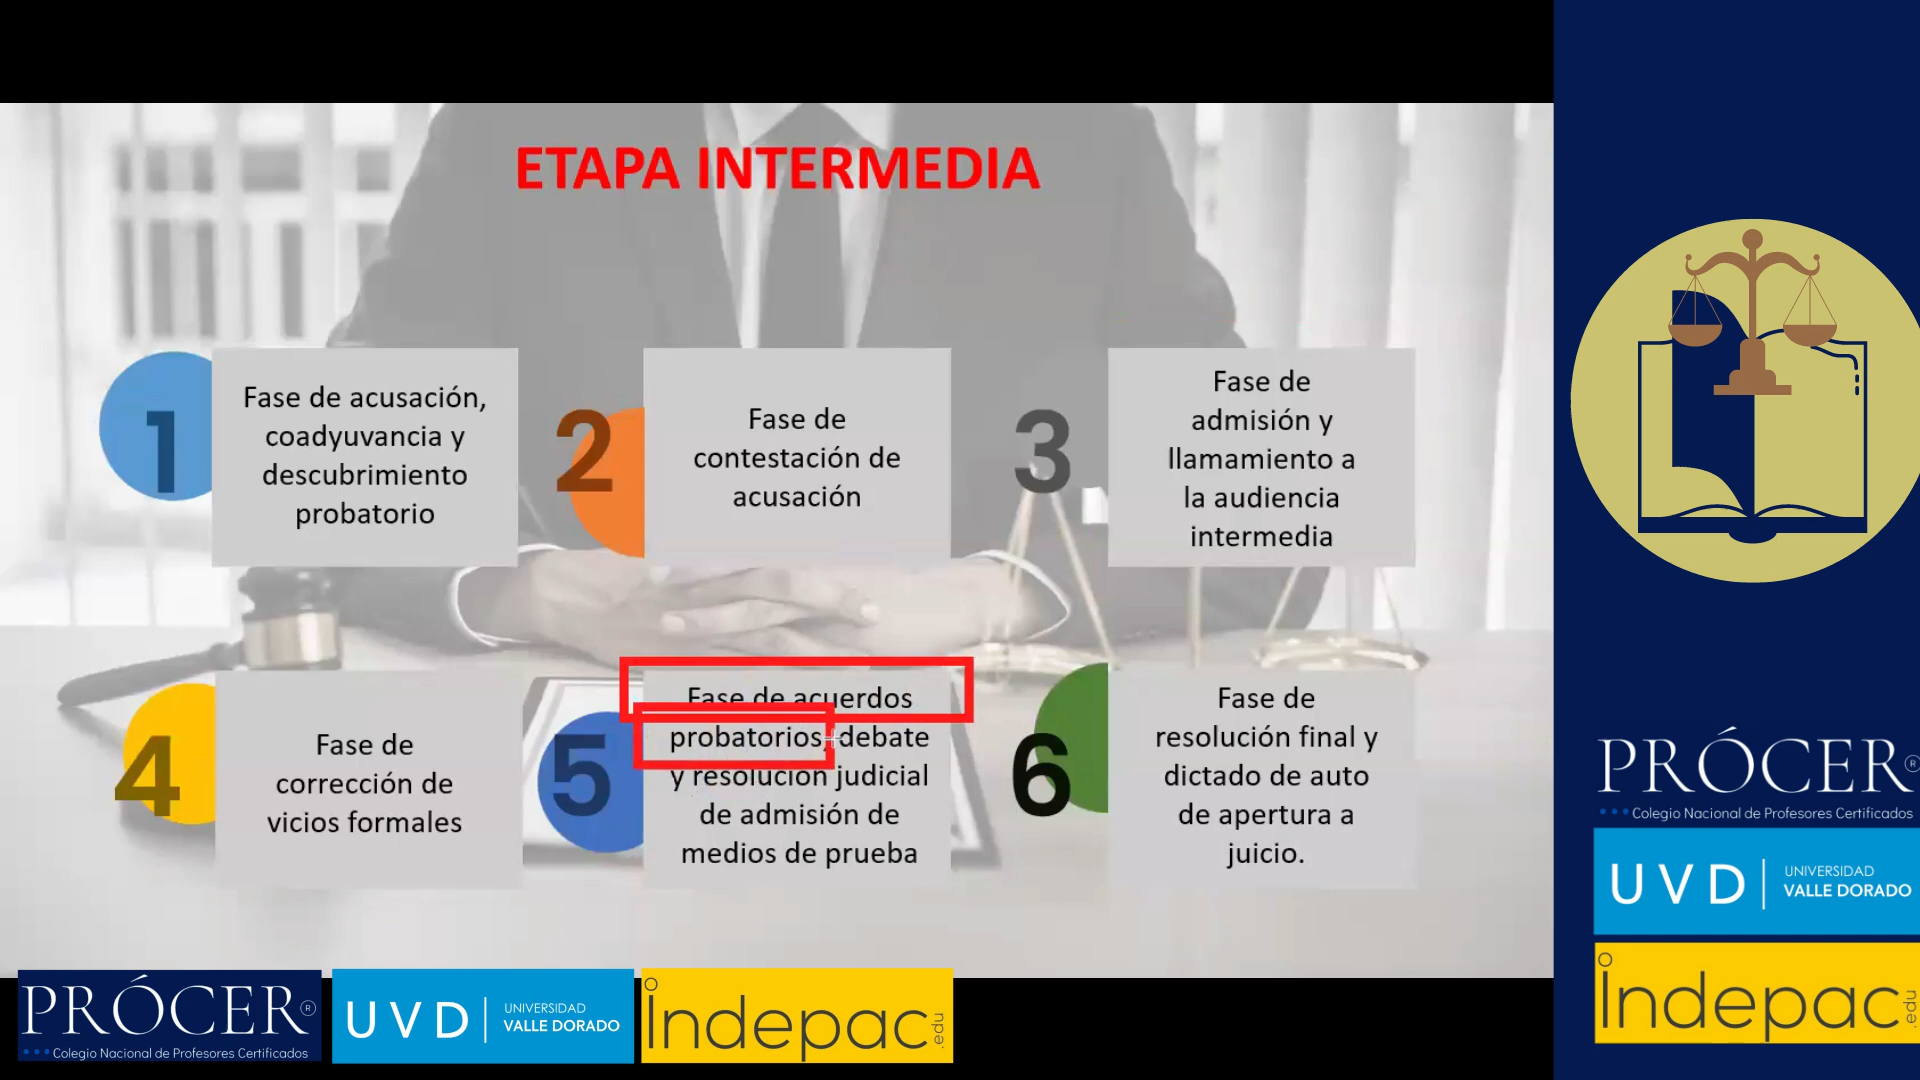 ETAPA INTERMEDIA
1
Fase de acusación,
coadyuvancia y
descubrimiento
probatorio
2
Fase de
contestación de
acusación
3
Fase de
admisión y
llamamiento a
la audiencia
intermedia
4
Fase de
corrección de
vicios formales
5
Fase de acuerdos
probatorios, debate
y resolución judicial
de admisión de
medios de prueba
6
Fase de
resolución final y
dictado de auto
de apertura a
juicio.
PRÓCER®
Colegio Nacional de Profesores Certificados
UVD
UNIVERSIDAD
VALLE DORADO
indepac.edu
PRÓCER®
Colegio Nacional de Profesores Certificados
UVD
UNIVERSIDAD
VALLE DORADO
indepac.edu